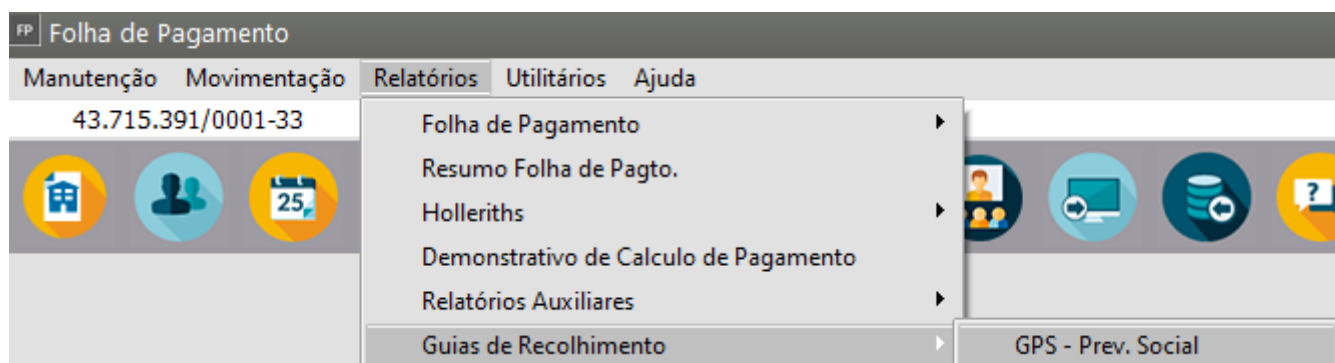 FP Folha de Pagamento
Manutenção Movimentação Relatórios Utilitários Ajuda
43.715.391/0001-33
Folha de Pagamento
Resumo Folha de Pagto.
25
?
Holleriths
Demonstrativo de Calculo de Pagamento
Relatórios Auxiliares
Guias de Recolhimento GPS - Prev. Social